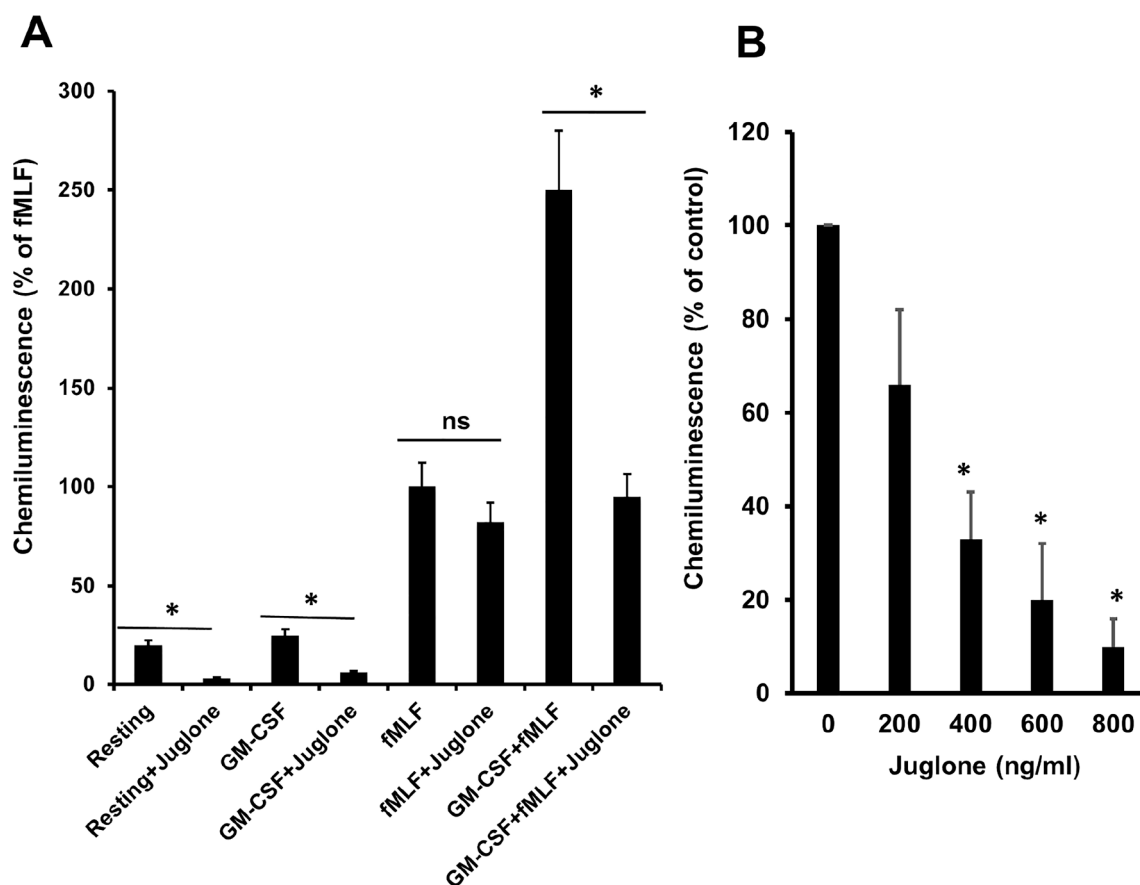 A
Chemiluminescence (% of fMLF)
300
250
200
150
100
50
0
*
*
ns
*
Resting
Resting+Juglone
GM-CSF
GM-CSF+Juglone
fMLF
fMLF+Juglone
GM-CSF+fMLF
GM-CSF+fMLF+Juglone
B
Chemiluminescence (% of control)
120
100
80
60
40
20
0
*
*
*
0 200 400 600 800
Juglone (ng/ml)